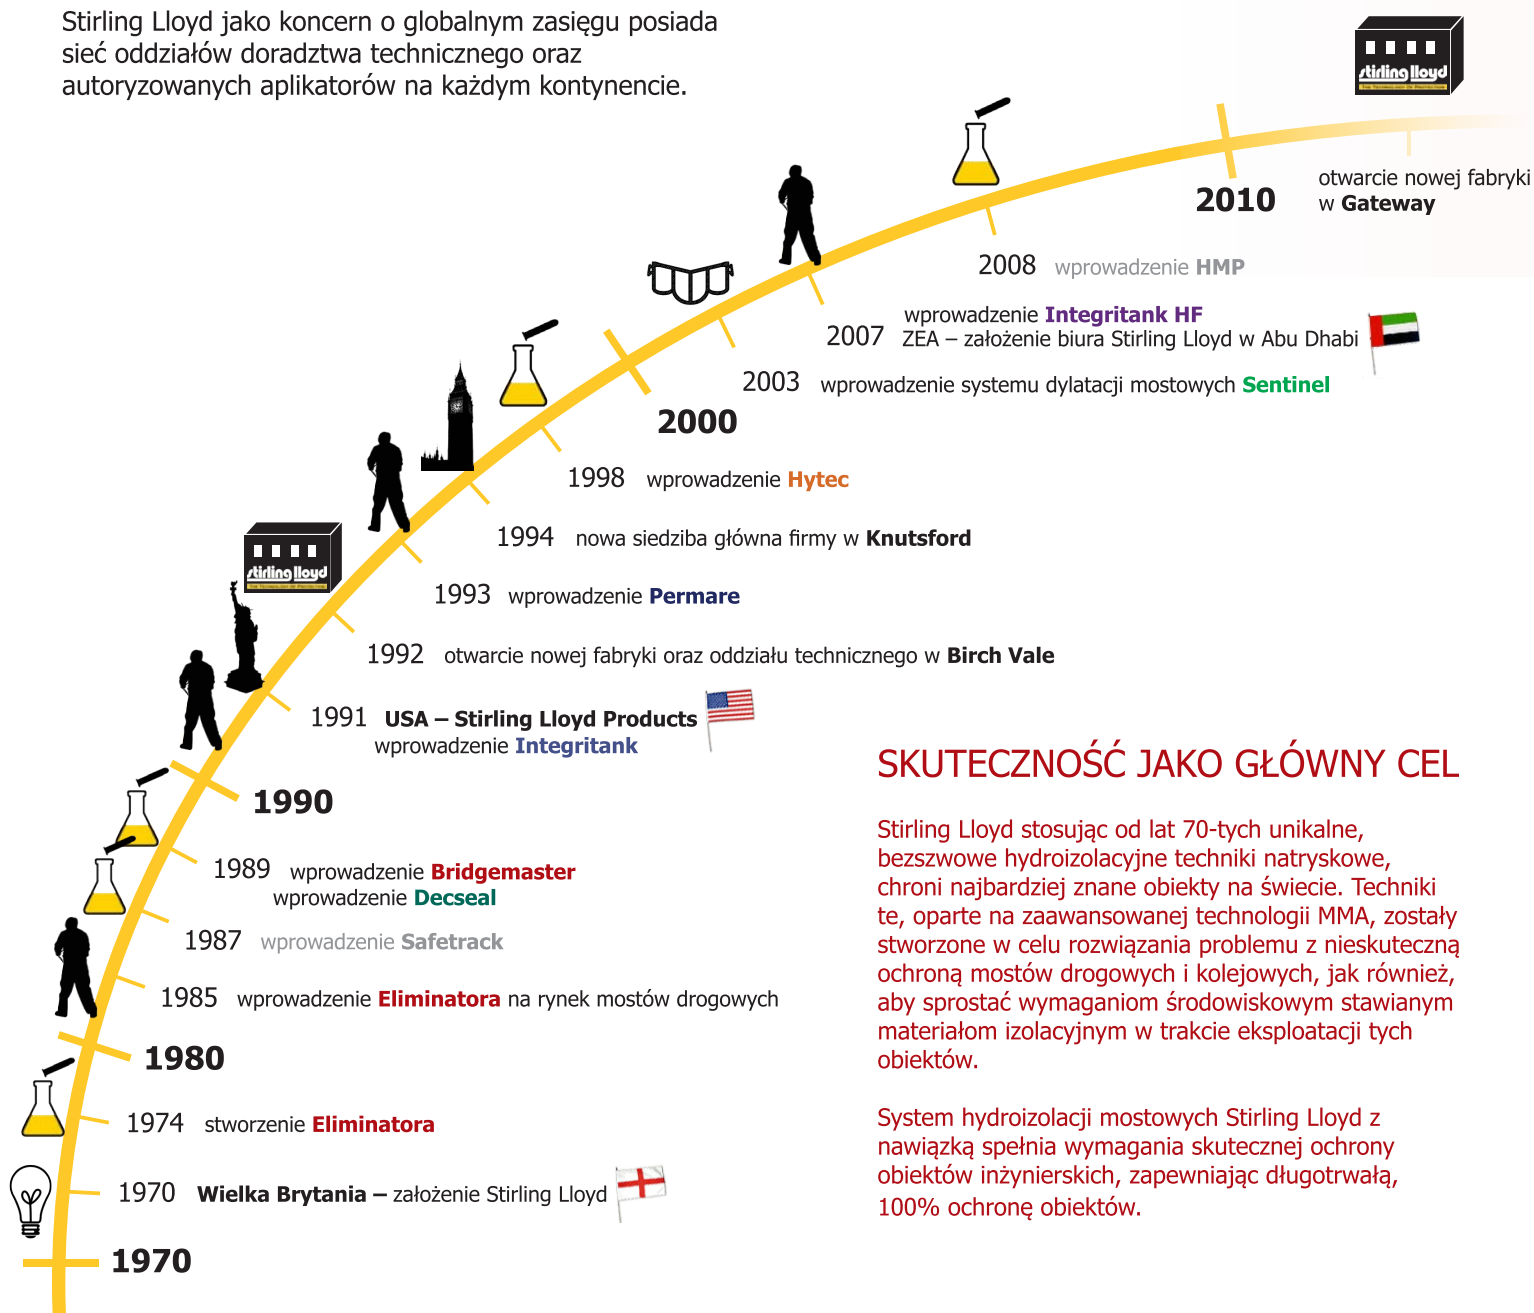 Stirling Lloyd jako koncern o globalnym zasięgu posiada
sieć oddziałów doradztwa technicznego oraz
autoryzowanych aplikatorów na każdym kontynencie.
stirling lloyd
THE TECHNOLOGY OF PROTECTION
otwarcie nowej fabryki
w Gateway
2010
2008 wprowadzenie HMP
wprowadzenie Integritank HF
2007 ZEA – założenie biura Stirling Lloyd w Abu Dhabi
2003 wprowadzenie systemu dylatacji mostowych Sentinel
2000
1998 wprowadzenie Hytec
1994 nowa siedziba główna firmy w Knutsford
stirling lloyd
THE TECHNOLOGY OF PROTECTION
1993 wprowadzenie Permare
1992 otwarcie nowej fabryki oraz oddziału technicznego w Birch Vale
1991 USA – Stirling Lloyd Products
wprowadzenie Integritank
1990
1989 wprowadzenie Bridgemaster
wprowadzenie Decseal
1987 wprowadzenie Safetrack
1985 wprowadzenie Eliminatora na rynek mostów drogowych
1980
1974 stworzenie Eliminatora
1970 Wielka Brytania – założenie Stirling Lloyd
1970
SKUTECZNOŚĆ JAKO GŁÓWNY CEL
Stirling Lloyd stosując od lat 70-tych unikalne,
bezszwowe hydroizolacyjne techniki natryskowe,
chroni najbardziej znane obiekty na świecie. Techniki
te, oparte na zaawansowanej technologii MMA, zostały
stworzone w celu rozwiązania problemu z nieskuteczną
ochroną mostów drogowych i kolejowych, jak również,
aby sprostać wymaganiom środowiskowym stawianym
materiałom izolacyjnym w trakcie eksploatacji tych
obiektów.
System hydroizolacji mostowych Stirling Lloyd z
nawiązką spełnia wymagania skutecznej ochrony
obiektów inżynierskich, zapewniając długotrwałą,
100% ochronę obiektów.